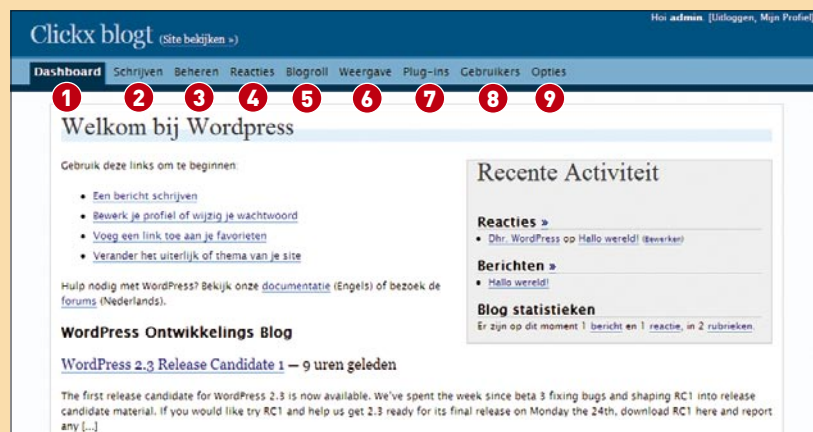 Hoi admin. [Uitloggen, Mijn Profiel]
Clickx blogt (Site bekijken »)
Dashboard Schrijven Beheren Reacties Blogroll Weergave Plug-ins Gebruikers Opties
1 2 3 4 5 6 7 8 9
Welkom bij Wordpress
Gebruik deze links om te beginnen:
• Een bericht schrijven
• Bewerk je profiel of wijzig je wachtwoord
• Voeg een link toe aan je favorieten
• Verander het uiterlijk of thema van je site
Hulp nodig met WordPress? Bekijk onze documentatie (Engels) of bezoek de
forums (Nederlands).
Recente Activiteit
Reacties »
• Dhr. WordPress op Hallo wereld! (Bewerken)
Berichten »
• Hallo wereld!
Blog statistieken
Er zijn op dit moment 1 bericht en 1 reactie, in 2 rubrieken.
WordPress Ontwikkelings Blog
WordPress 2.3 Release Candidate 1 — 9 uren geleden
The first release candidate for WordPress 2.3 is now available. We've spent the week since beta 3 fixing bugs and shaping RC1 into release
candidate material. If you would like try RC1 and help us get 2.3 ready for its final release on Monday the 24th, download RC1 here and report
any [...]